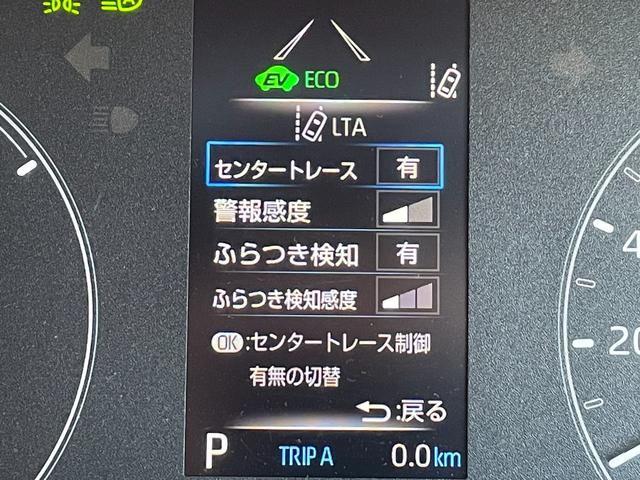 EV ECO
LTA
センタートレース 有
警報感度
ふらつき検知 有
ふらつき検知感度
OK:センタートレース制御
有無の切替
:戻る
4
20
P TRIP A 0.0km